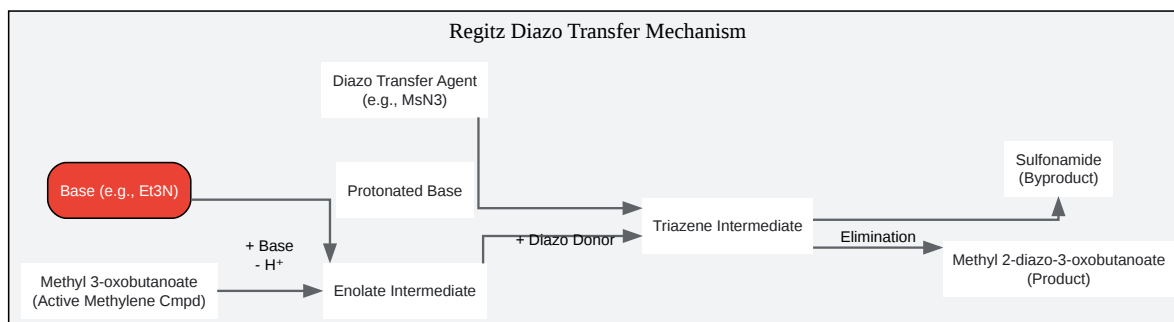 Regitz Diazo Transfer Mechanism
Diazo Transfer Agent
(e.g., MsN3)
Base (e.g., Et3N)
Protonated Base
Sulfonamide
(Byproduct)
Triazene Intermediate
+ Base
- H⁺
+ Diazo Donor
Elimination
Methyl 3-oxobutanoate
(Active Methylene Cmpd)
Enolate Intermediate
Methyl 2-diazo-3-oxobutanoate
(Product)